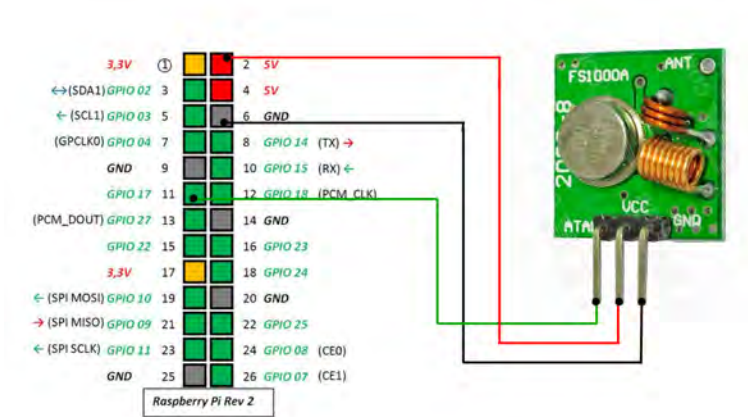 3,3V ① 2 5V
↔(SDA1) GPIO 02 3 4 5V
← (SCL1) GPIO 03 5 6 GND
(GPCLK0) GPIO 04 7 8 GPIO 14 (TX) →
GND 9 10 GPIO 15 (RX) ←
GPIO 17 11 12 GPIO 18 (PCM_CLK)
(PCM_DOUT) GPIO 27 13 14 GND
GPIO 22 15 16 GPIO 23
3,3V 17 18 GPIO 24
← (SPI MOSI) GPIO 10 19 20 GND
→ (SPI MISO) GPIO 09 21 22 GPIO 25
← (SPI SCLK) GPIO 11 23 24 GPIO 08 (CE0)
GND 25 26 GPIO 07 (CE1)
Raspberry Pi Rev 2
ANT
FS1000A
VCC
ATA
GND